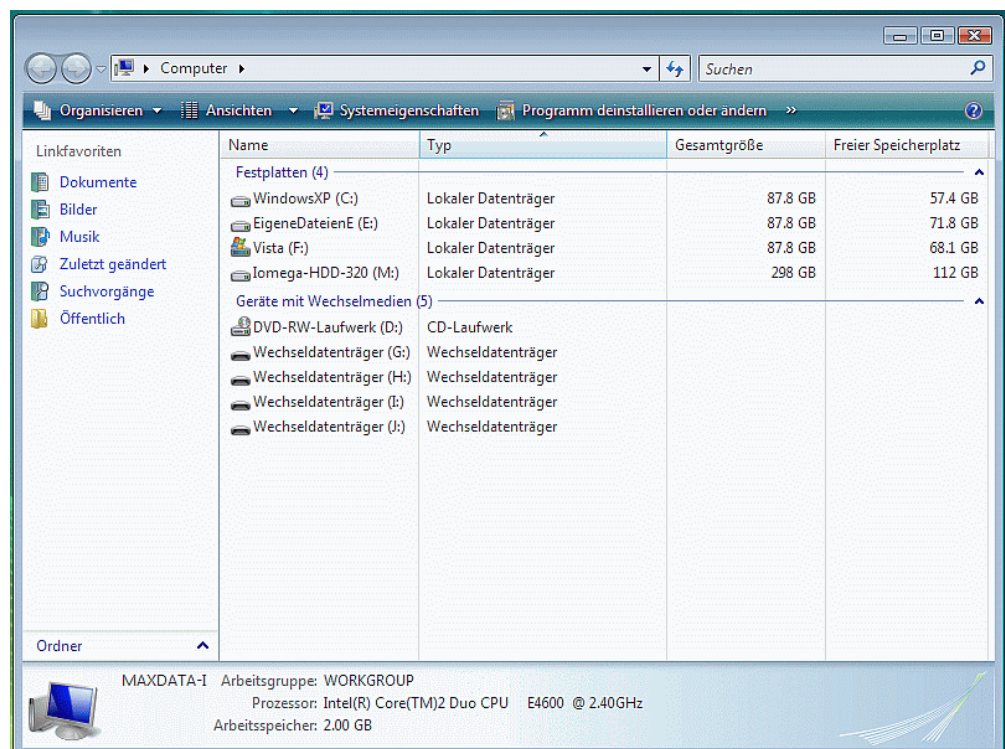 Computer
Suchen
Organisieren Ansichten Systemeigenschaften Programm deinstallieren oder ändern »
Linkfavoriten
Dokumente
Bilder
Musik
Zuletzt geändert
Suchvorgänge
Öffentlich
Ordner
Name Typ Gesamtgröße Freier Speicherplatz
Festplatten (4)
WindowsXP (C:) Lokaler Datenträger 87.8 GB 57.4 GB
EigeneDateienE (E:) Lokaler Datenträger 87.8 GB 71.8 GB
Vista (F:) Lokaler Datenträger 87.8 GB 68.1 GB
Iomega-HDD-320 (M:) Lokaler Datenträger 298 GB 112 GB
Geräte mit Wechselmedien (5)
DVD-RW-Laufwerk (D:) CD-Laufwerk
Wechseldatenträger (G:) Wechseldatenträger
Wechseldatenträger (H:) Wechseldatenträger
Wechseldatenträger (I:) Wechseldatenträger
Wechseldatenträger (J:) Wechseldatenträger
MAXDATA-I Arbeitsgruppe: WORKGROUP
Prozessor: Intel(R) Core(TM)2 Duo CPU E4600 @ 2.40GHz
Arbeitsspeicher: 2.00 GB